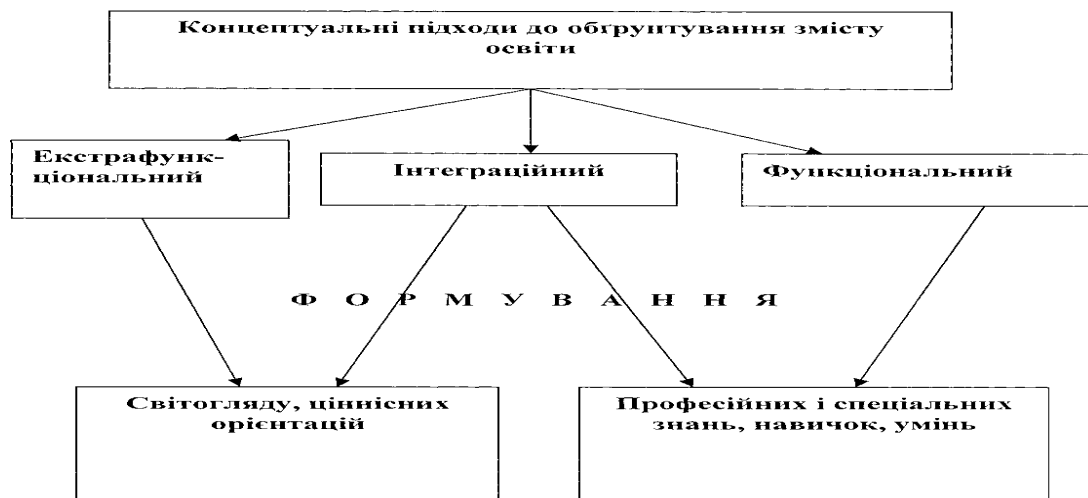 Концептуальні підходи до обґрунтування змісту
освіти
Екстрафунк-
ціональний
Інтеграційний
Функціональний
Ф О Р М У В А Н Н Я
Світогляду, ціннісних
орієнтацій
Професійних і спеціальних
знань, навичок, умінь